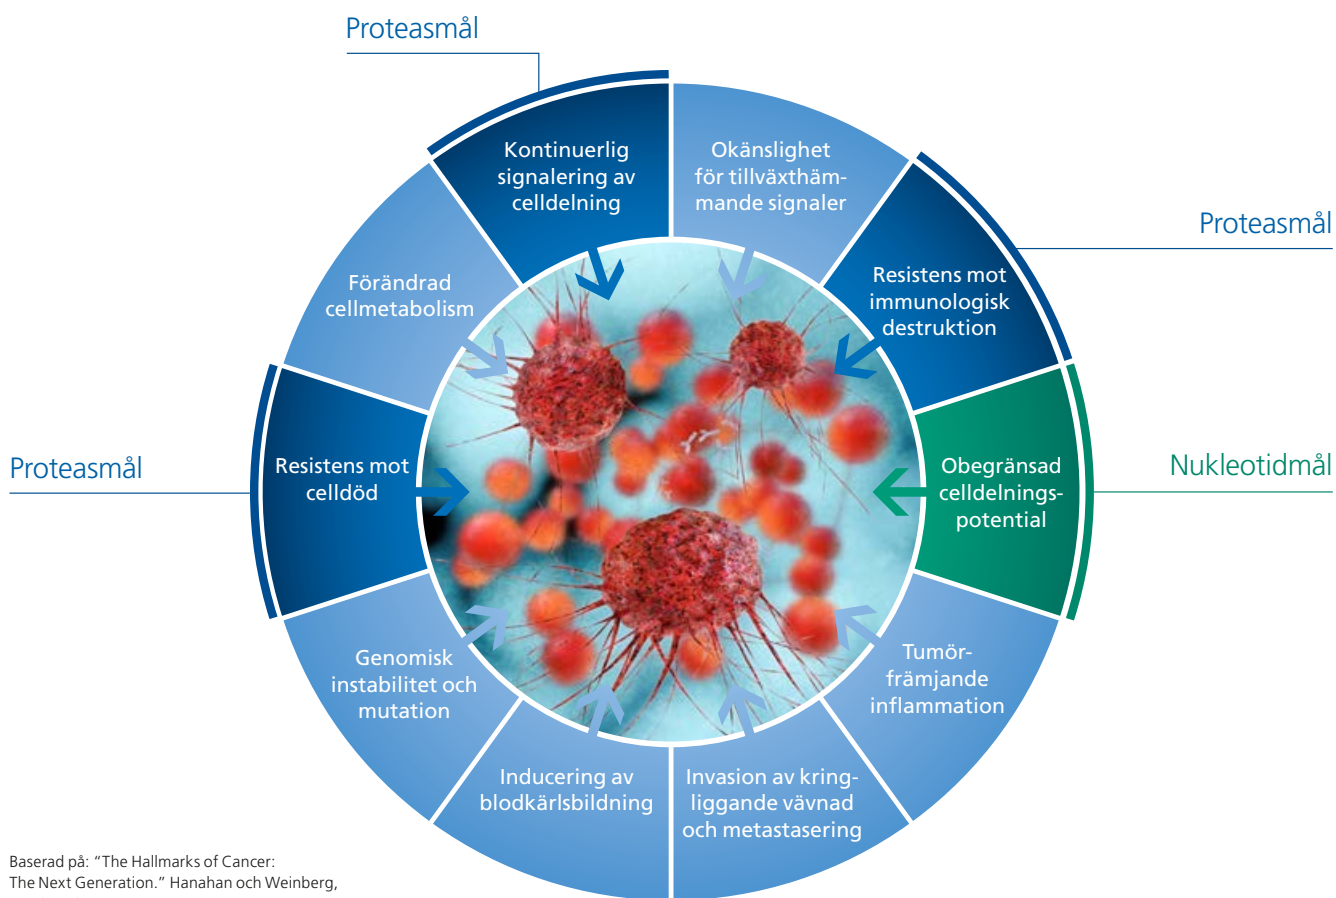 Proteasmål
Kontinuerlig
signalering av
celldelning
Okänslighet
för tillväxthäm-
mande signaler
Proteasmål
Resistens mot
immunologisk
destruktion
Förändrad
cellmetabolism
Proteasmål
Resistens mot
celldöd
Obegränsad
celldelnings-
potential
Nukleotidmål
Genomisk
instabilitet och
mutation
Tumör-
främjande
inflammation
Inducering av
blodkärlsbildning
Invasion av kring-
liggande vävnad
och metastasering
Baserad på: “The Hallmarks of Cancer:
The Next Generation.” Hanahan och Weinberg,